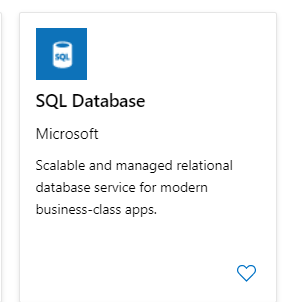 SQL
SQL Database
Microsoft
Scalable and managed relational
database service for modern
business-class apps.